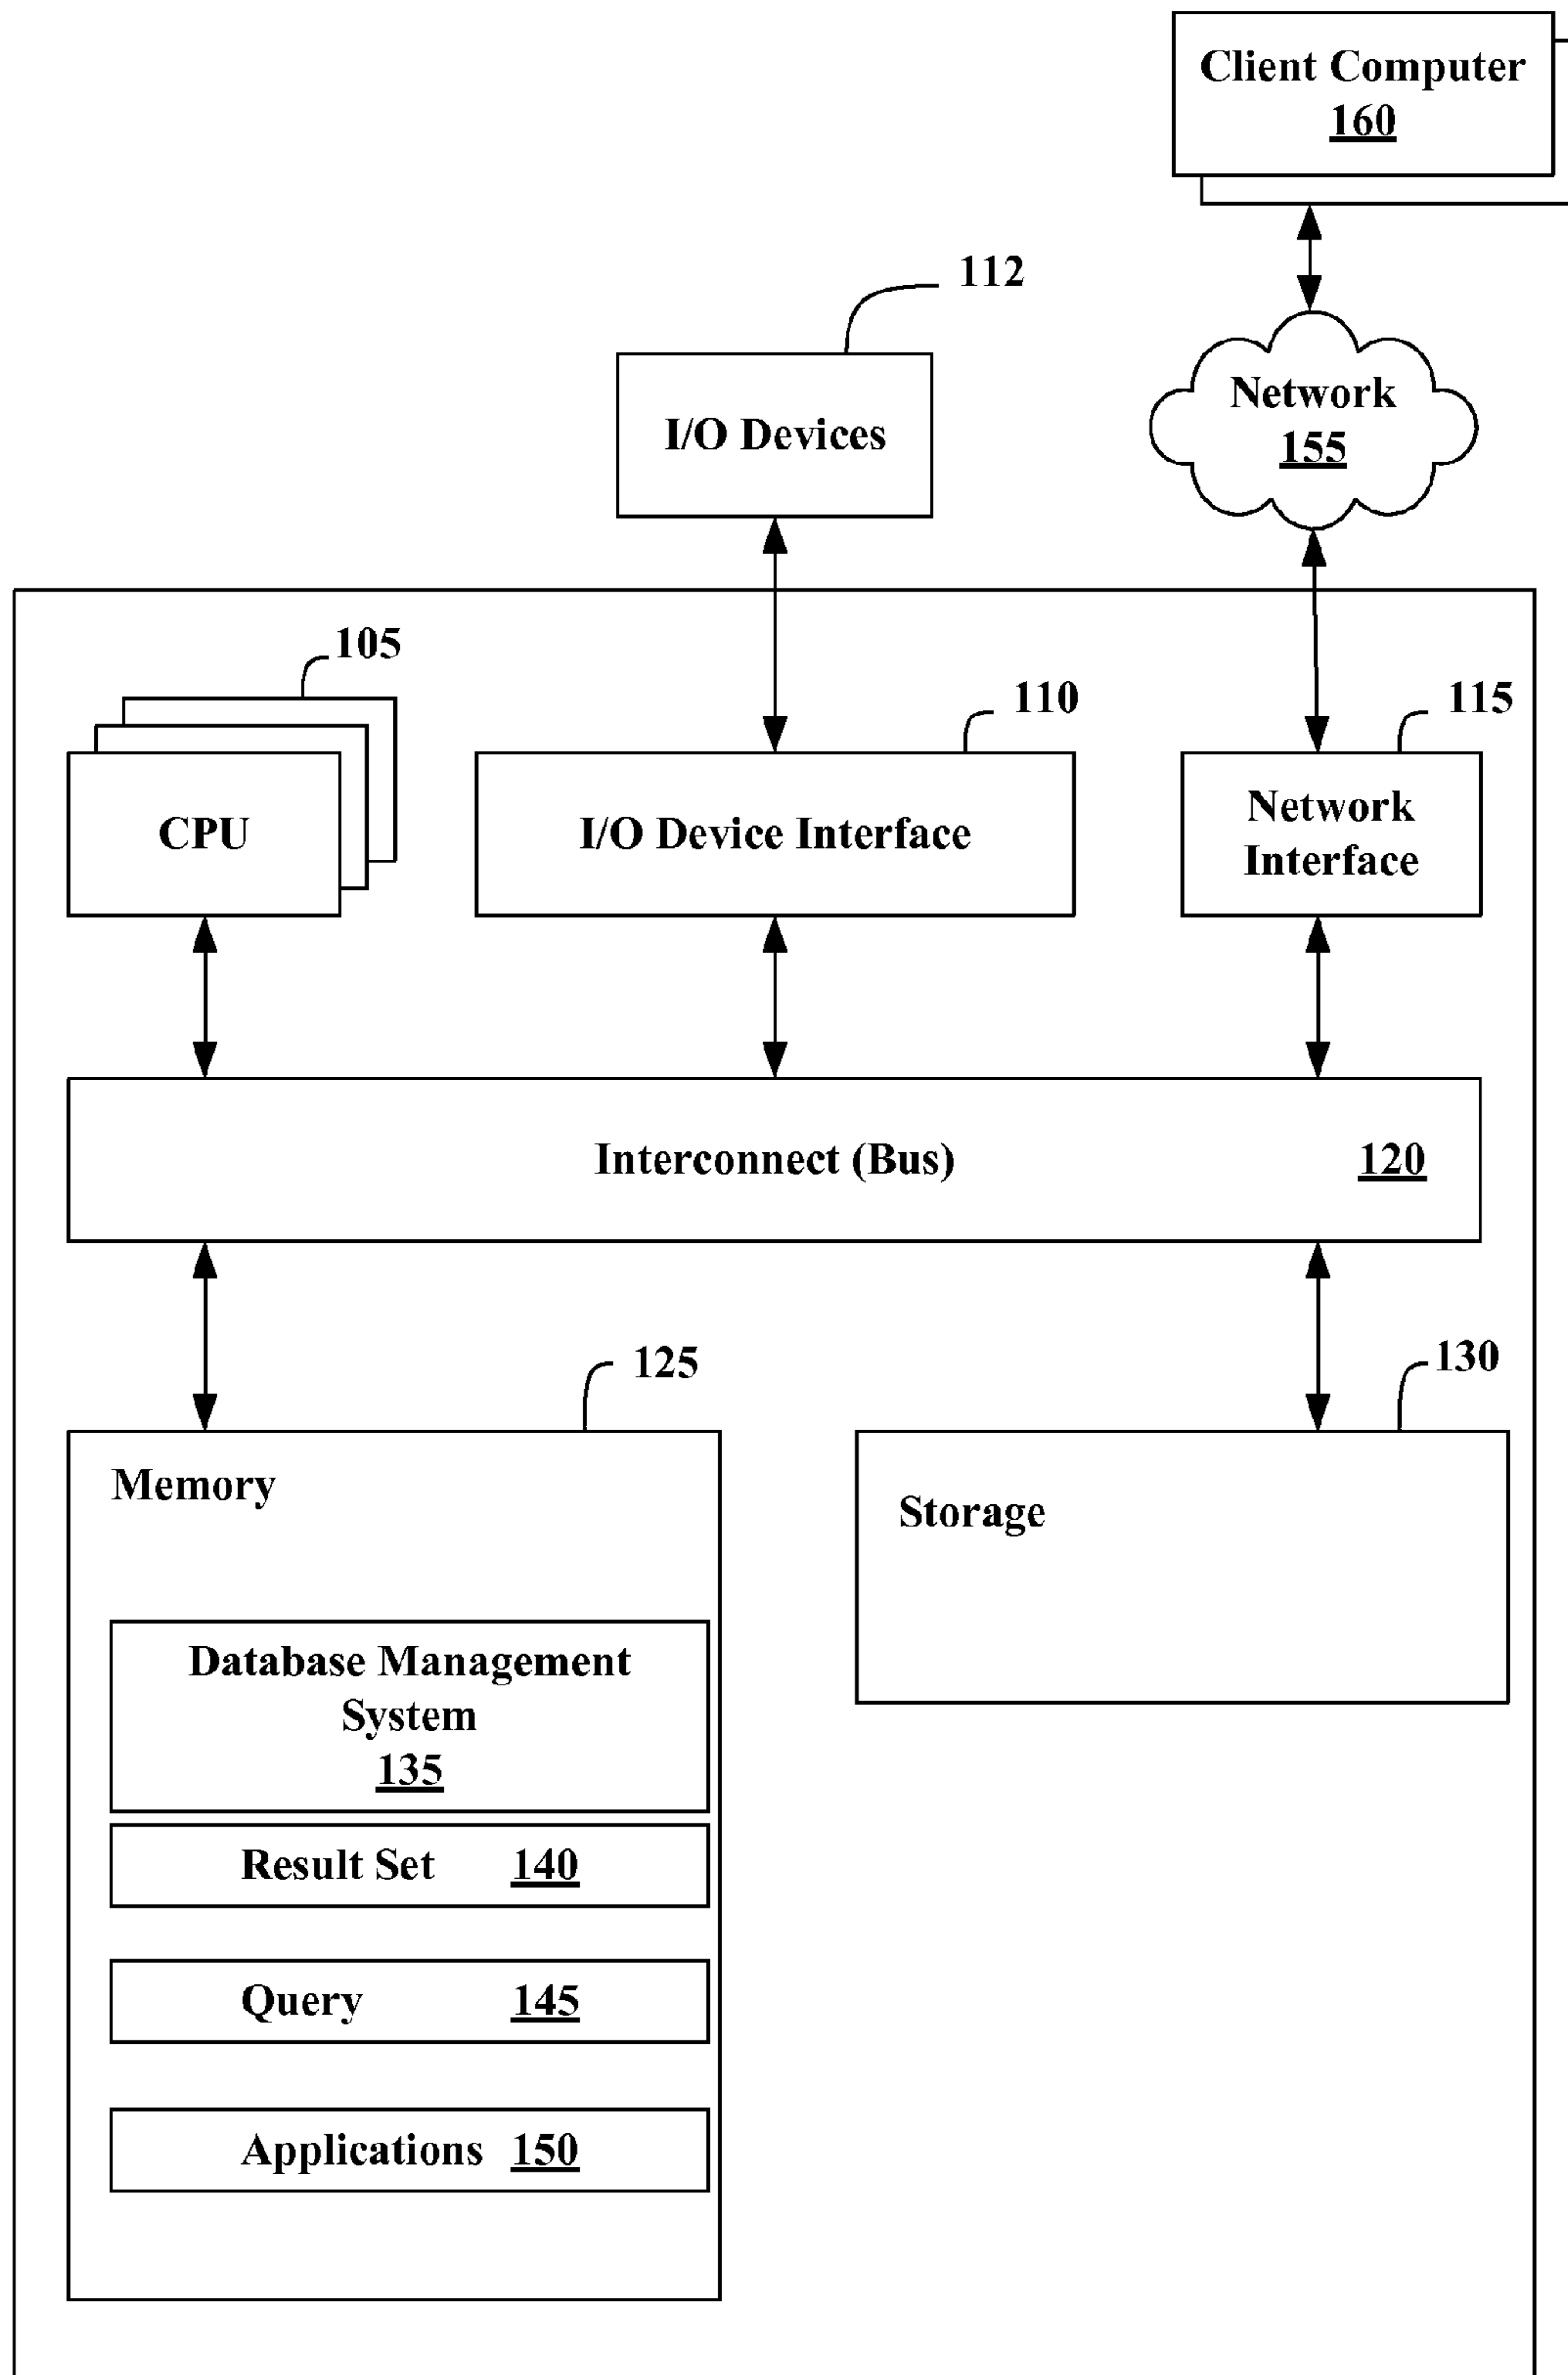 Client Computer
160
112
I/O Devices
Network
155
105
110
115
CPU
I/O Device Interface
Network
Interface
Interconnect (Bus) 120
125
130
Memory
Storage
Database Management
System
135
Result Set 140
Query 145
Applications 150